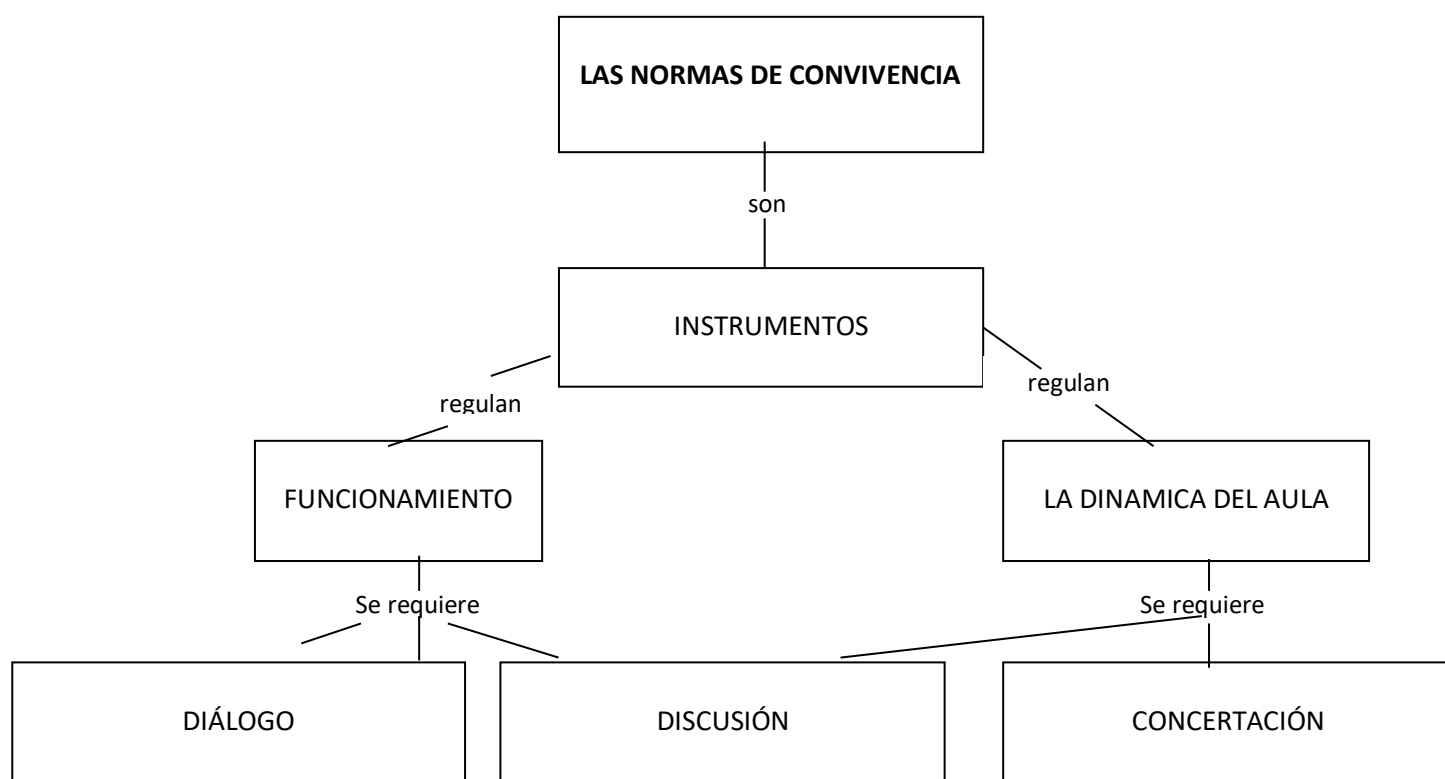 LAS NORMAS DE CONVIVENCIA
son
INSTRUMENTOS
regulan
regulan
FUNCIONAMIENTO
LA DINAMICA DEL AULA
Se requiere
Se requiere
DIÁLOGO
DISCUSIÓN
CONCERTACIÓN